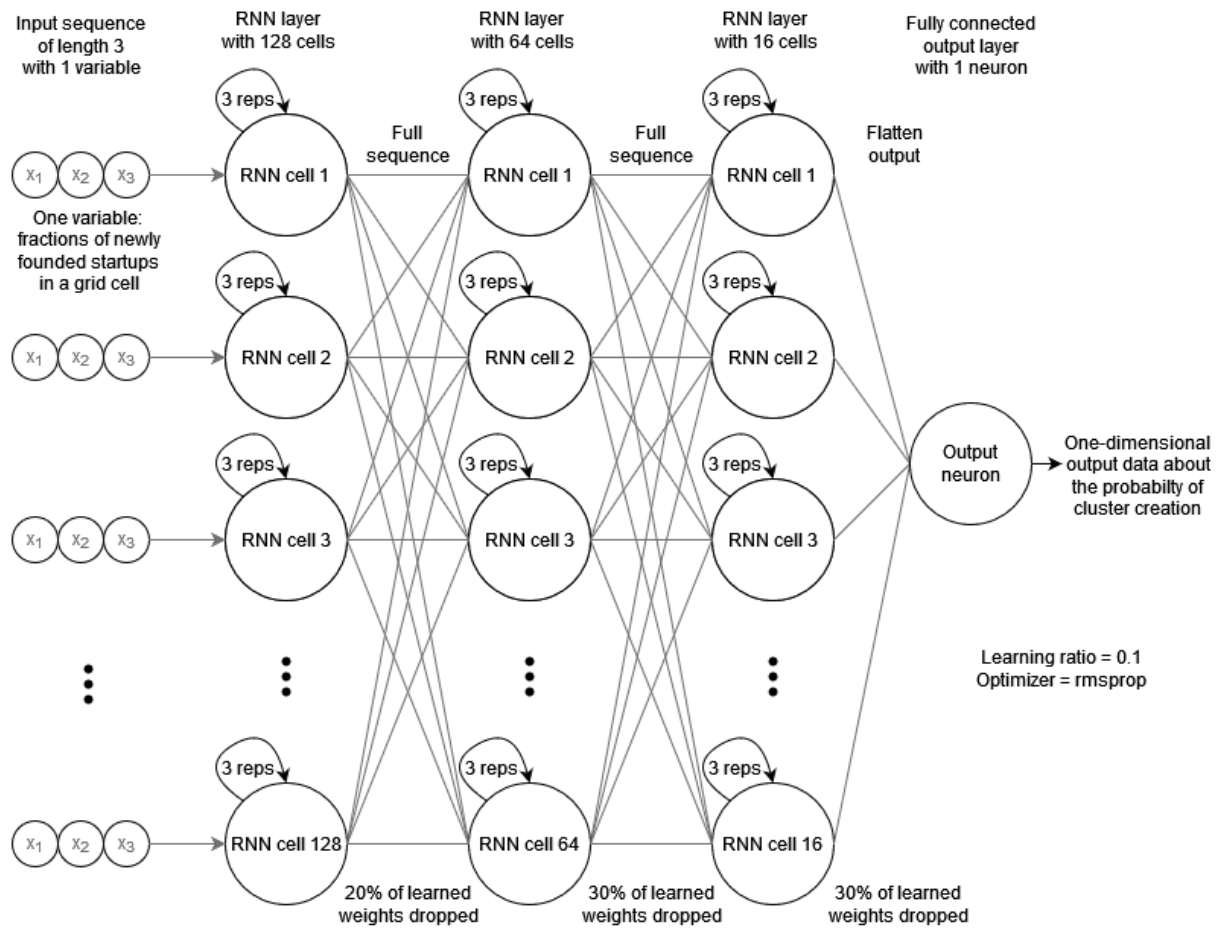 Input sequence
of length 3
with 1 variable
RNN layer
with 128 cells
RNN layer
with 64 cells
RNN layer
with 16 cells
Fully connected
output layer
with 1 neuron
3 reps
3 reps
3 reps
Full
sequence
Full
sequence
Flatten
output
x1 x2 x3
RNN cell 1
RNN cell 1
RNN cell 1
One variable:
fractions of newly
founded startups
in a grid cell
3 reps
3 reps
3 reps
x1 x2 x3
RNN cell 2
RNN cell 2
RNN cell 2
3 reps
3 reps
3 reps
Output
neuron
One-dimensional
output data about
the probabilty of
cluster creation
x1 x2 x3
RNN cell 3
RNN cell 3
RNN cell 3
Learning ratio = 0.1
Optimizer = rmsprop
3 reps
3 reps
3 reps
x1 x2 x3
RNN cell 128
RNN cell 64
RNN cell 16
20% of learned
weights dropped
30% of learned
weights dropped
30% of learned
weights dropped